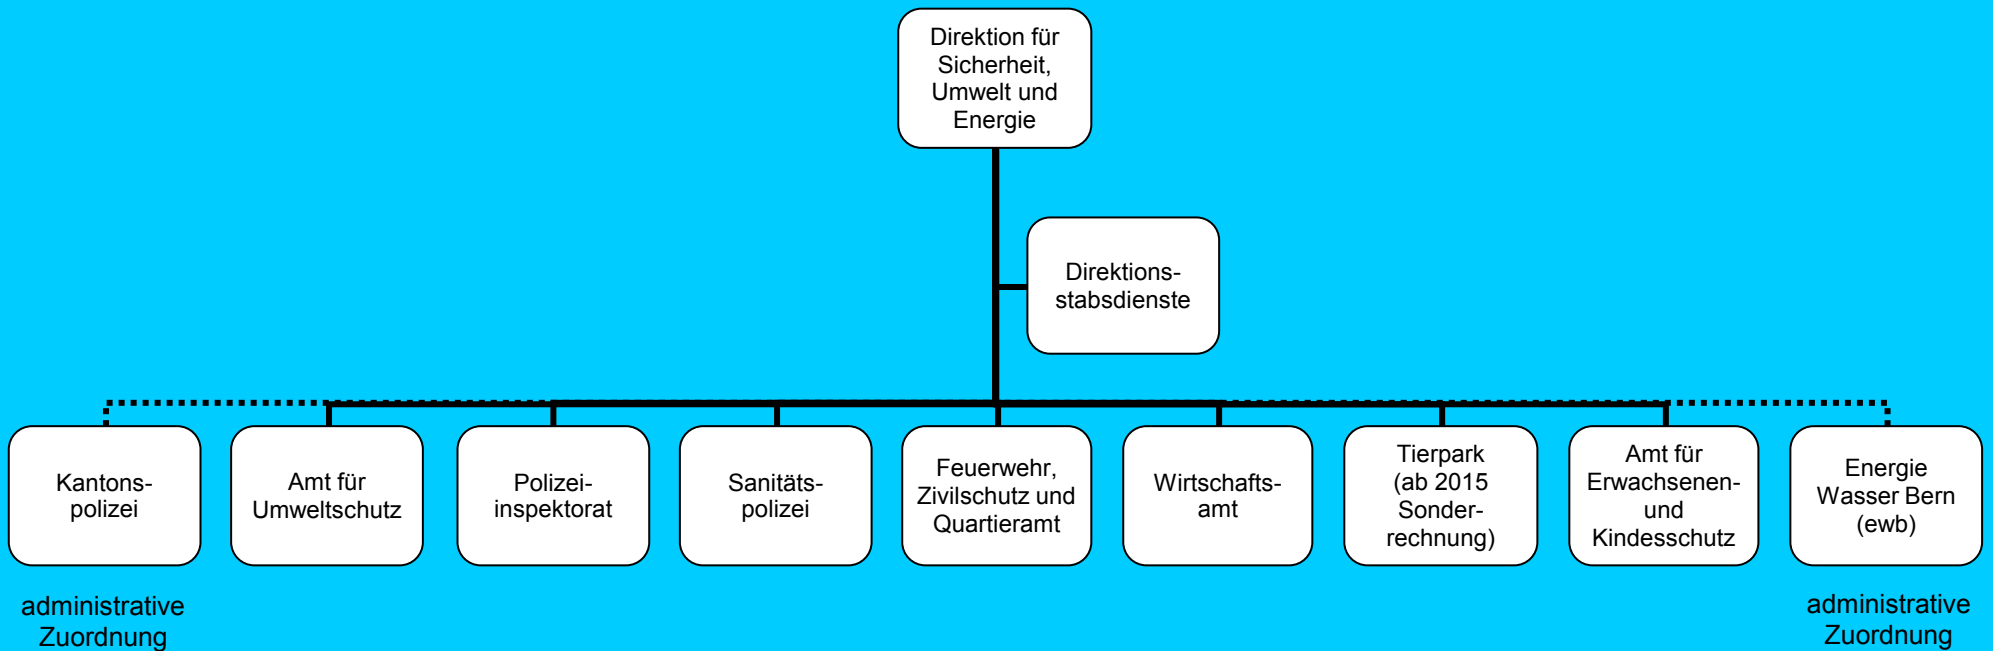 Direktion für
Sicherheit,
Umwelt und
Energie
Direktions-
stabsdienste
Kantons-
polizei
Amt für
Umweltschutz
Polizei-
inspektorat
Sanitäts-
polizei
Feuerwehr,
Zivilschutz und
Quartieramt
Wirtschafts-
amt
Tierpark
(ab 2015
Sonder-
rechnung)
Amt für
Erwachsenen-
und
Kindesschutz
Energie
Wasser Bern
(ewb)
administrative
Zuordnung
administrative
Zuordnung